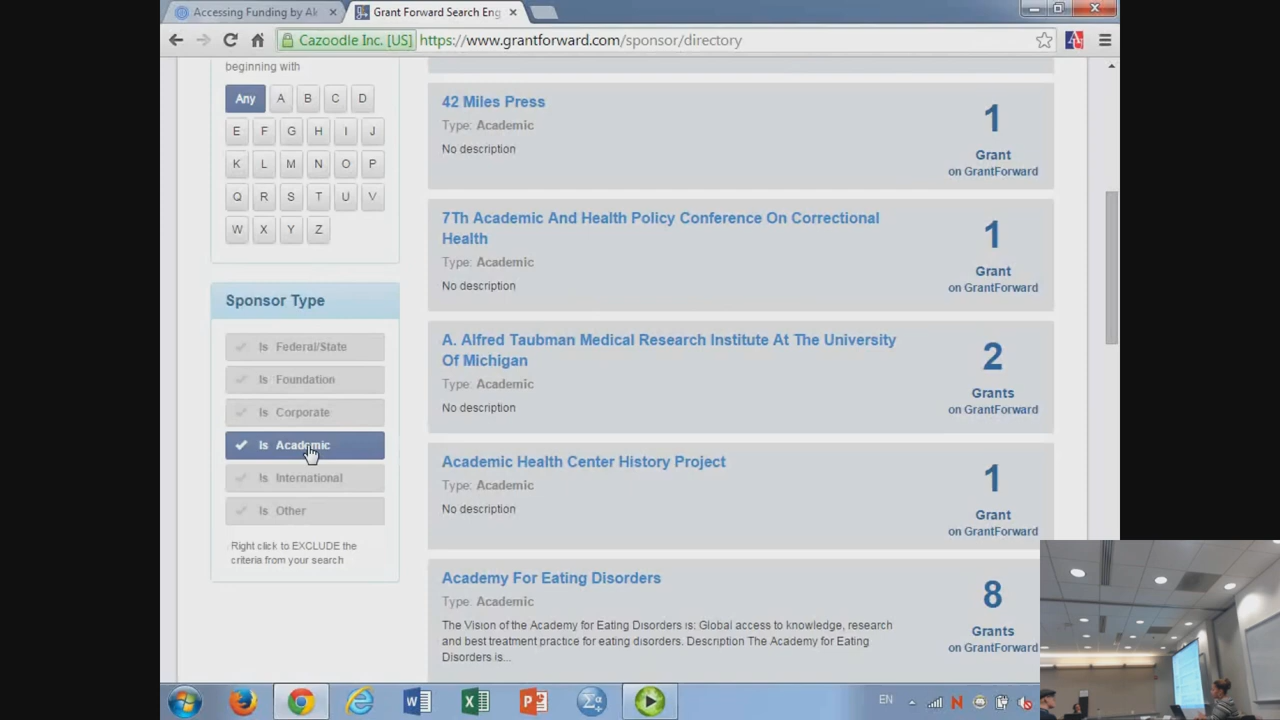 Accessing Funding by Ak
Grant Forward Search Eng
Cazoodle Inc. [US]
https://www.grantforward.com/sponsor/directory
beginning with
Any A B C D
E F G H I J
K L M N O P
Q R S T U V
W X Y Z
Sponsor Type
Is Federal/State
Is Foundation
Is Corporate
Is Academic
Is International
Is Other
Right click to EXCLUDE the
criteria from your search
42 Miles Press
Type: Academic
No description
1
Grant
on GrantForward
7Th Academic And Health Policy Conference On Correctional
Health
Type: Academic
No description
1
Grant
on GrantForward
A. Alfred Taubman Medical Research Institute At The University
Of Michigan
Type: Academic
No description
2
Grants
on GrantForward
Academic Health Center History Project
Type: Academic
No description
1
Grant
on GrantForward
Academy For Eating Disorders
Type: Academic
The Vision of the Academy for Eating Disorders is: Global access to knowledge, research
and best treatment practice for eating disorders. Description The Academy for Eating
Disorders is...
8
Grants
on GrantForward
EN